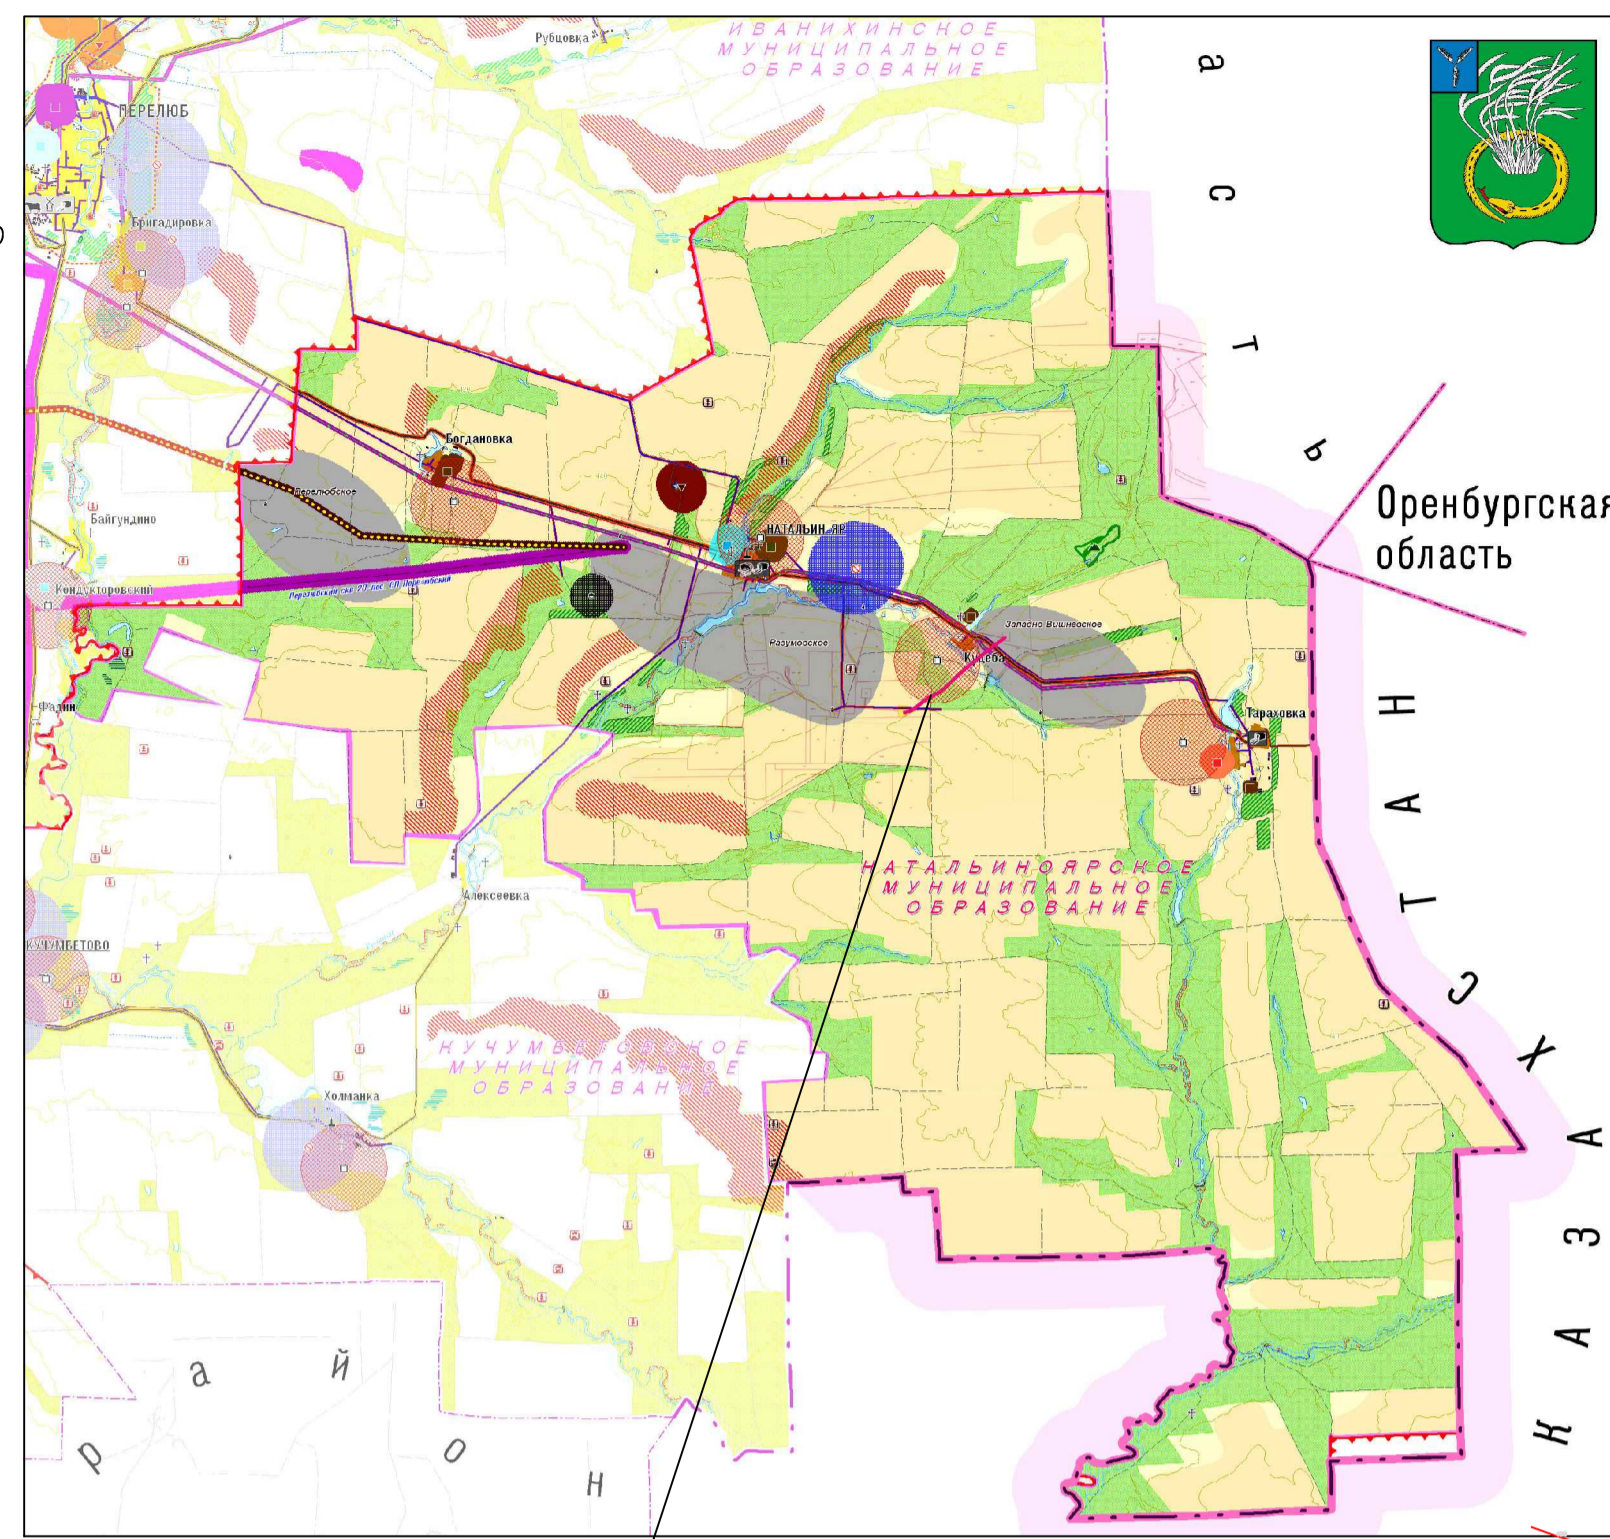 ИВАНИХИНСКОЕ
МУНИЦИПАЛЬНОЕ
ОБРАЗОВАНИЕ
Рубцовка
ПЕРЕЛЮБ
Бригадировка
а
с
т
ь
Оренбургская
область
Богдановка
Перелюбское
НАТАЛЬИН ЯР
Байгундино
Кондукторовский
Разумовское
Западно-Вишневское
Куцеба
Тараховка
Фадин
НАТАЛЬИНОЯРСКОЕ
МУНИЦИПАЛЬНОЕ
ОБРАЗОВАНИЕ
Алексеевка
КУЧУМБЕТОВО
КУЧУМБЕТОВСКОЕ
МУНИЦИПАЛЬНОЕ
ОБРАЗОВАНИЕ
Холманка
р
а
й
о
н
К
А
З
А
Х
С
Т
А
Н